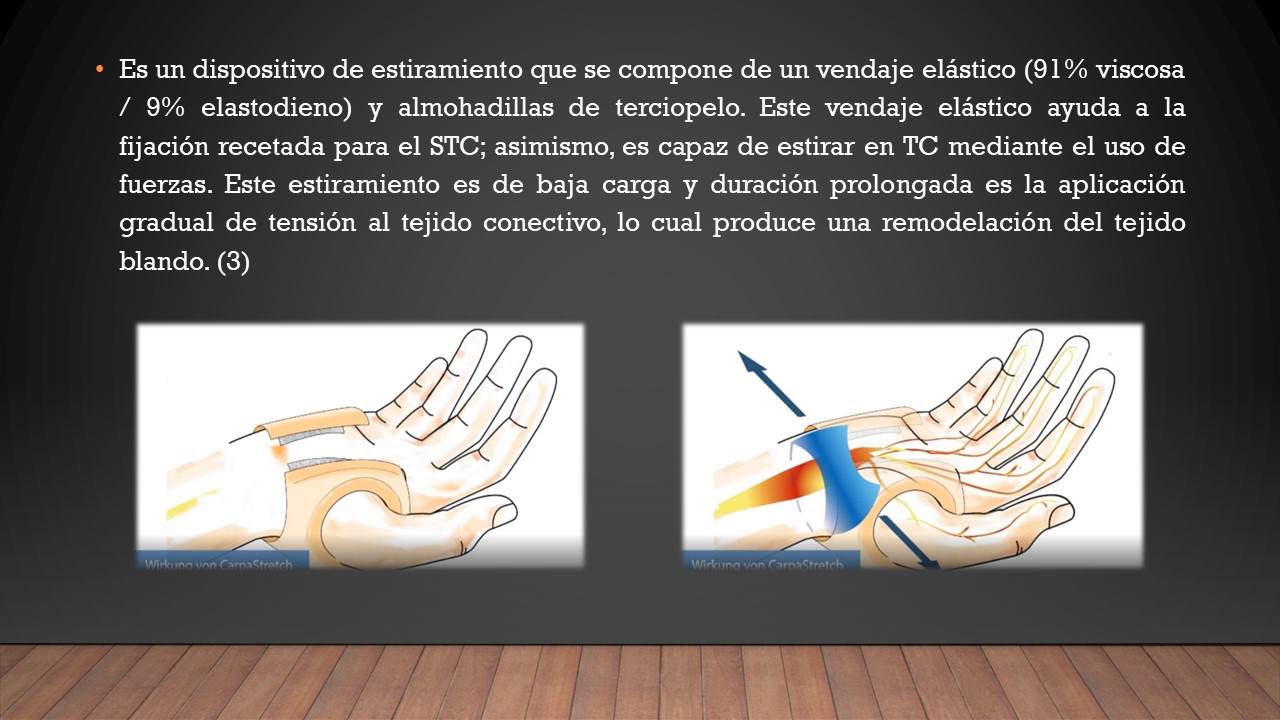 • Es un dispositivo de estiramiento que se compone de un vendaje elástico (91% viscosa
/ 9% elastodieno) y almohadillas de terciopelo. Este vendaje elástico ayuda a la
fijación recetada para el STC; asimismo, es capaz de estirar en TC mediante el uso de
fuerzas. Este estiramiento es de baja carga y duración prolongada es la aplicación
gradual de tensión al tejido conectivo, lo cual produce una remodelación del tejido
blando. (3)
Wirkung von CarpaStretch
Wirkung von CarpaStretch